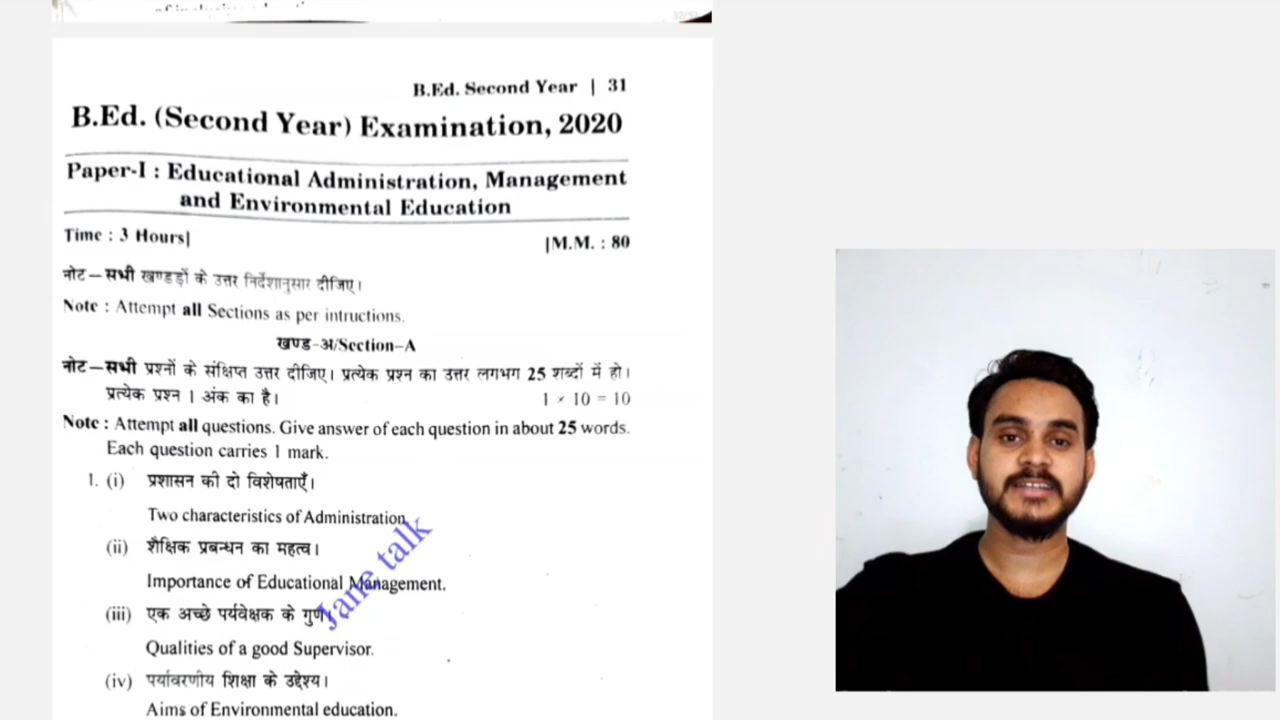 32/57
B.Ed. Second Year | 31
B.Ed. (Second Year) Examination, 2020
Paper-I : Educational Administration, Management
and Environmental Education
Time : 3 Hours|
|M.M. : 80
नोट–सभी खण्डड़ों के उत्तर निर्देशानुसार दीजिए।
Note : Attempt all Sections as per intructions.
खण्ड-अ/Section–A
नोट–सभी प्रश्नों के संक्षिप्त उत्तर दीजिए। प्रत्येक प्रश्न का उत्तर लगभग 25 शब्दों में हो।
प्रत्येक प्रश्न 1 अंक का है। 1 × 10 = 10
Note : Attempt all questions. Give answer of each question in about 25 words.
Each question carries 1 mark.
1. (i) प्रशासन की दो विशेषताएँ।
Two characteristics of Administration.
(ii) शैक्षिक प्रबन्धन का महत्व।
Importance of Educational Management.
(iii) एक अच्छे पर्यवेक्षक के गुण।
Qualities of a good Supervisor.
(iv) पर्यावरणीय शिक्षा के उद्देश्य।
Aims of Environmental education.
Jane talk